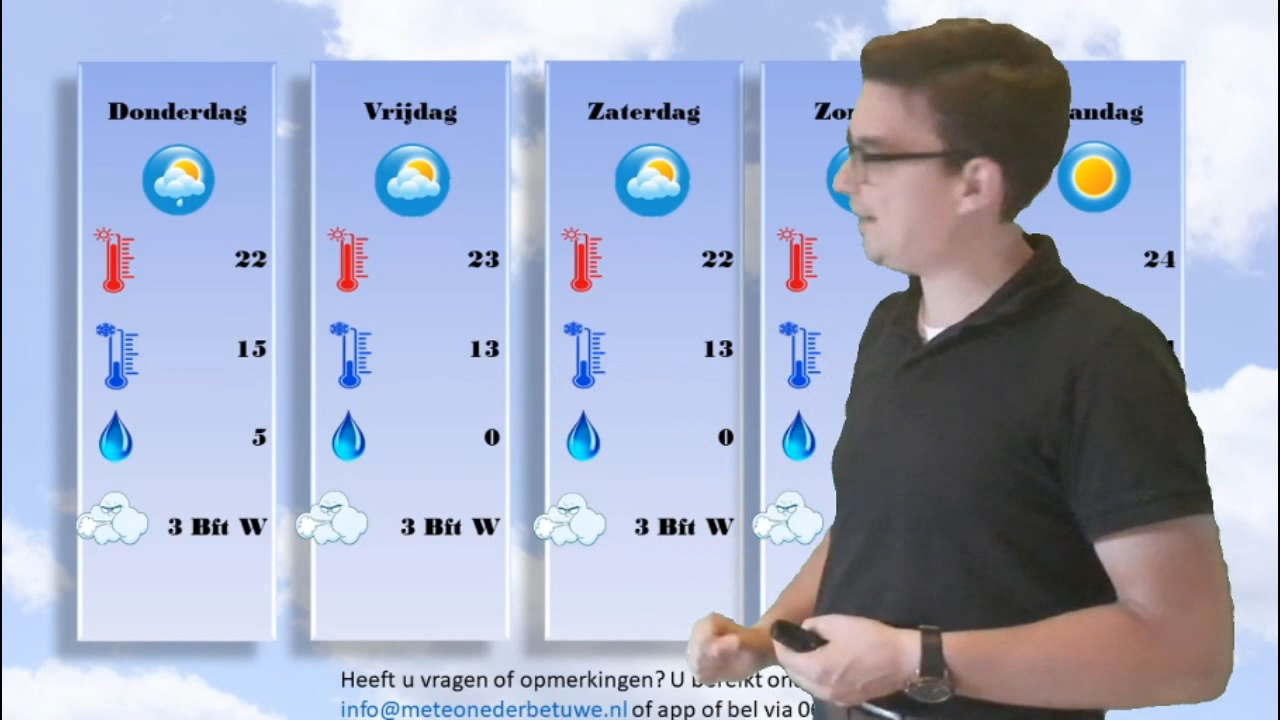 Donderdag Vrijdag Zaterdag
22 23 22 24
15 13 13
5 0 0
3 Bft W 3 Bft W 3 Bft W
Heeft u vragen of opmerkingen? U
info@meteonederbetuwe.nl of app of bel via